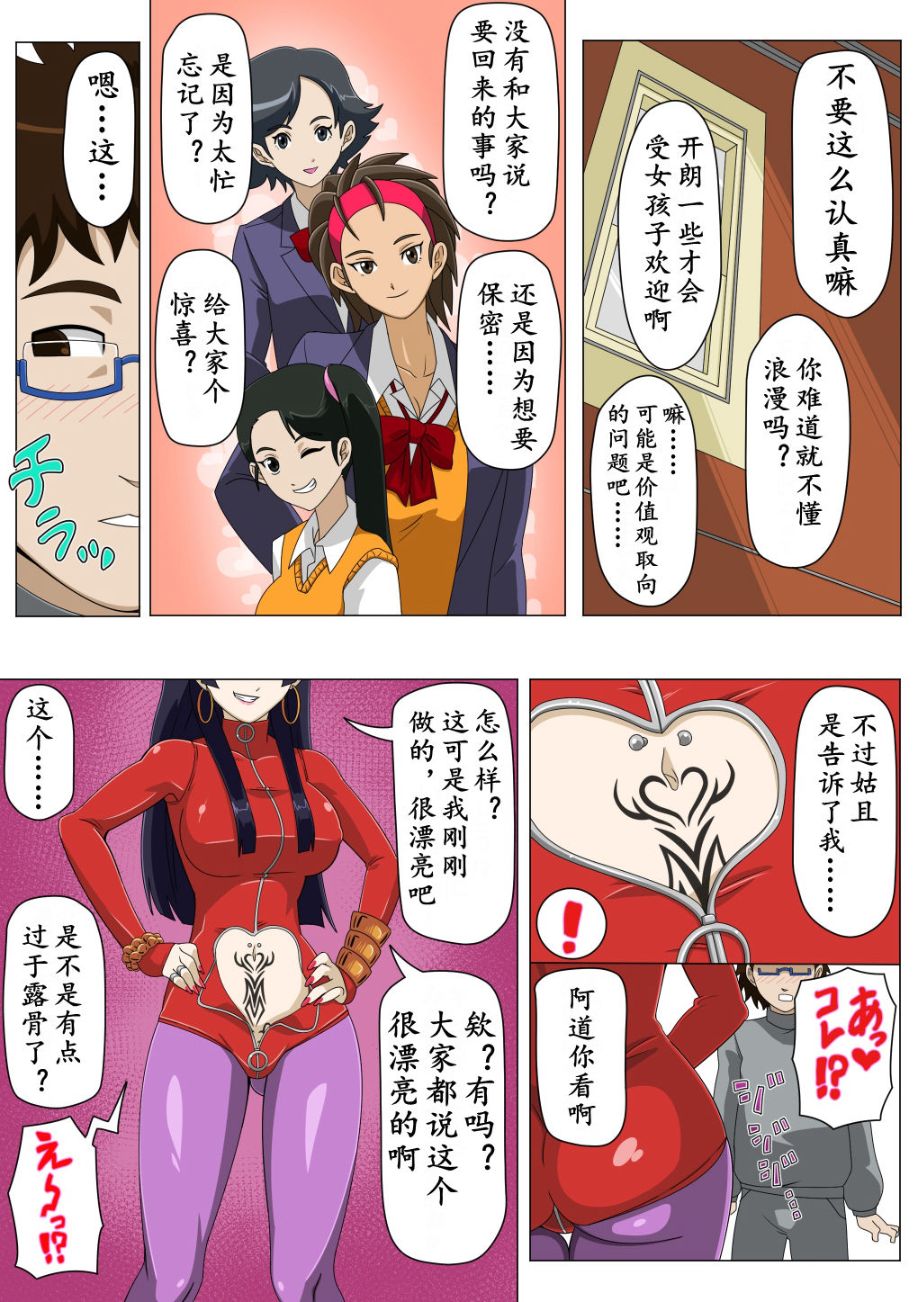 不要这么认真嘛
开朗一些才会
受女孩子欢迎啊
你难道就不懂
浪漫吗？
嘛……
可能是价值观取向
的问题吧……
没有和大家说
要回来的事吗？
是因为太忙
忘记了？
还是因为想要
保密……
给大家个
惊喜？
嗯…这…
チラッ
不过姑且
是告诉了我……
！
あっ♥
コレ!?
阿道你看
啊
ジジジ……
怎么样？
这可是我刚刚
做的，很漂亮吧
这个……
欸？有吗？
大家都说这个
很漂亮的啊
是不是有点
过于露骨了？
え～っ!?